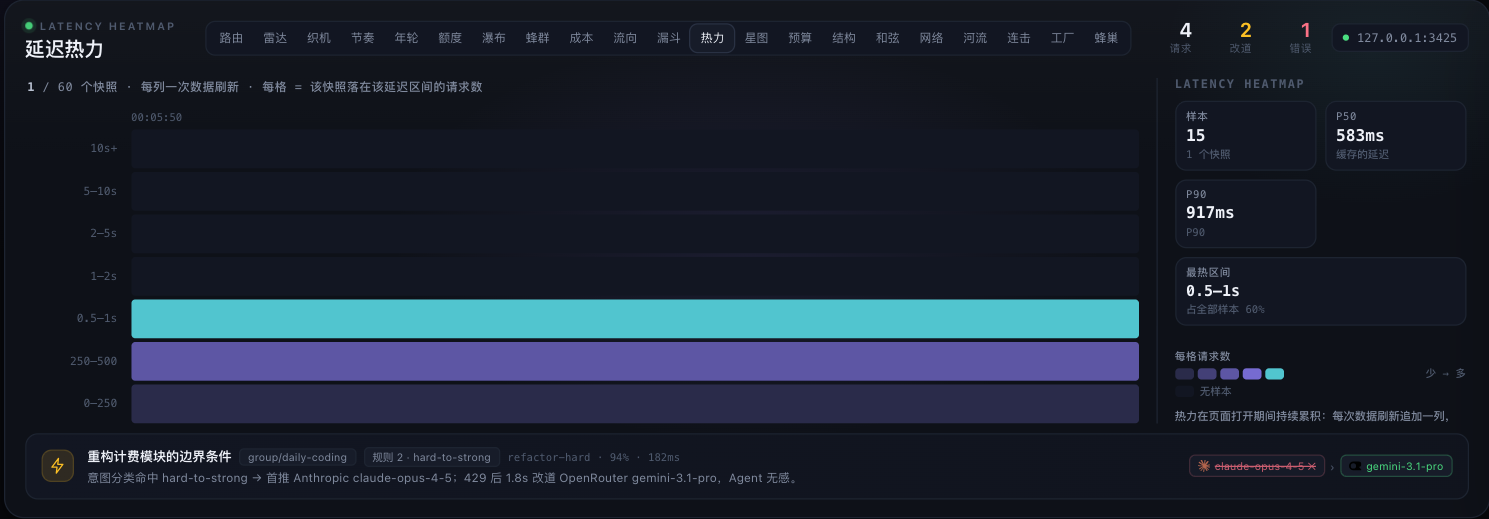 LATENCY HEATMAP
延迟热力
路由 雷达 织机 节奏 年轮 额度 瀑布 蜂群 成本 流向 漏斗 热力 星图 预算 结构 和弦 网络 河流 连击 工厂 蜂巢
4 请求
2 改道
1 错误
127.0.0.1:3425
1 / 60 个快照 · 每列一次数据刷新 · 每格 = 该快照落在该延迟区间的请求数
00:05:50
10s+
5–10s
2–5s
1–2s
0.5–1s
250–500
0–250
LATENCY HEATMAP
样本
15
1 个快照
P50
583ms
缓存的延迟
P90
917ms
P90
最热区间
0.5–1s
占全部样本 60%
每格请求数
少 → 多
无样本
热力在页面打开期间持续累积：每次数据刷新追加一列，
重构计费模块的边界条件 group/daily-coding 规则 2 · hard-to-strong refactor-hard · 94% · 182ms
意图分类命中 hard-to-strong → 首推 Anthropic claude-opus-4-5；429 后 1.8s 改道 OpenRouter gemini-3.1-pro，Agent 无感。
claude-opus-4-5 ✕ › gemini-3.1-pro